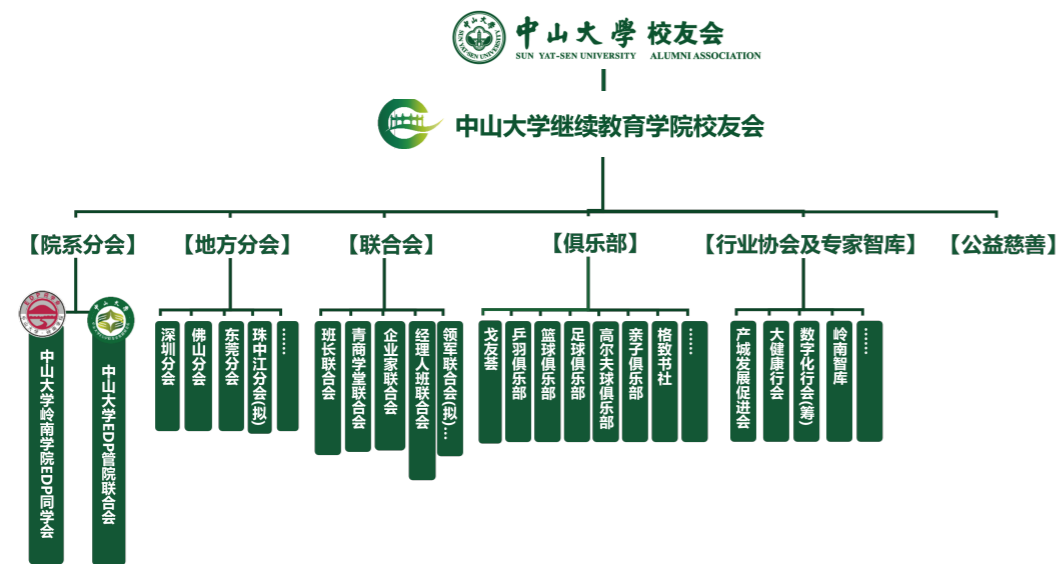 中山大學 校友会
SUN YAT-SEN UNIVERSITY ALUMNI ASSOCIATION
中山大学继续教育学院校友会
【院系分会】
【地方分会】
【联合会】
【俱乐部】
【行业协会及专家智库】
【公益慈善】
中山大学岭南学院EDP同学会
中山大学
中山大学EDP管院联合会
深圳分会
佛山分会
东莞分会
珠中江分会(拟)
……
班长联合会
青商学堂联合会
企业家联合会
经理人班联合会
领军联合会(拟)…
戈友荟
乒羽俱乐部
篮球俱乐部
足球俱乐部
高尔夫球俱乐部
亲子俱乐部
格致书社
……
产城发展促进会
大健康行会
数字化行会(筹)
岭南智库
……